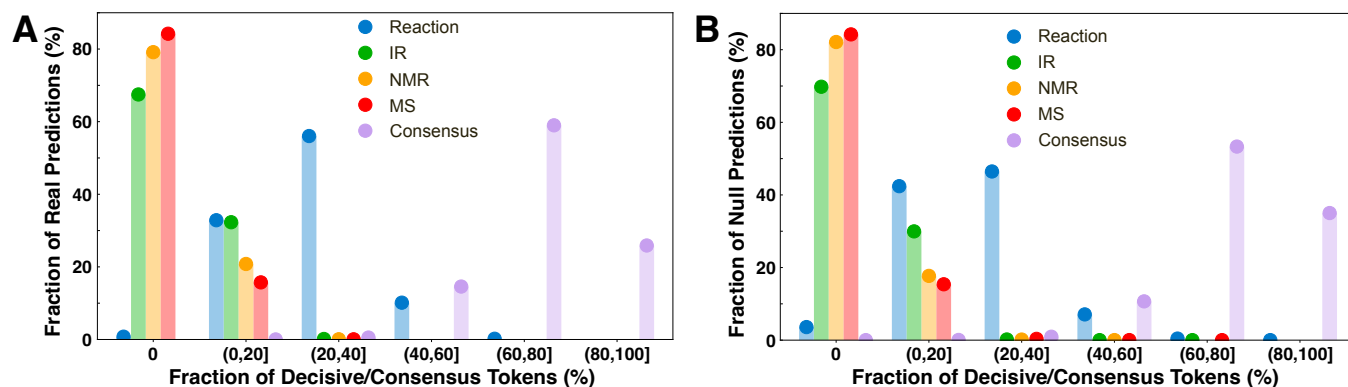 A
Fraction of Real Predictions (%)
80
60
40
20
0
Reaction
IR
NMR
MS
Consensus
0
(0,20]
(20,40]
(40,60]
(60,80]
(80,100]
Fraction of Decisive/Consensus Tokens (%)
B
Fraction of Null Predictions (%)
80
60
40
20
0
Reaction
IR
NMR
MS
Consensus
0
(0,20]
(20,40]
(40,60]
(60,80]
(80,100]
Fraction of Decisive/Consensus Tokens (%)